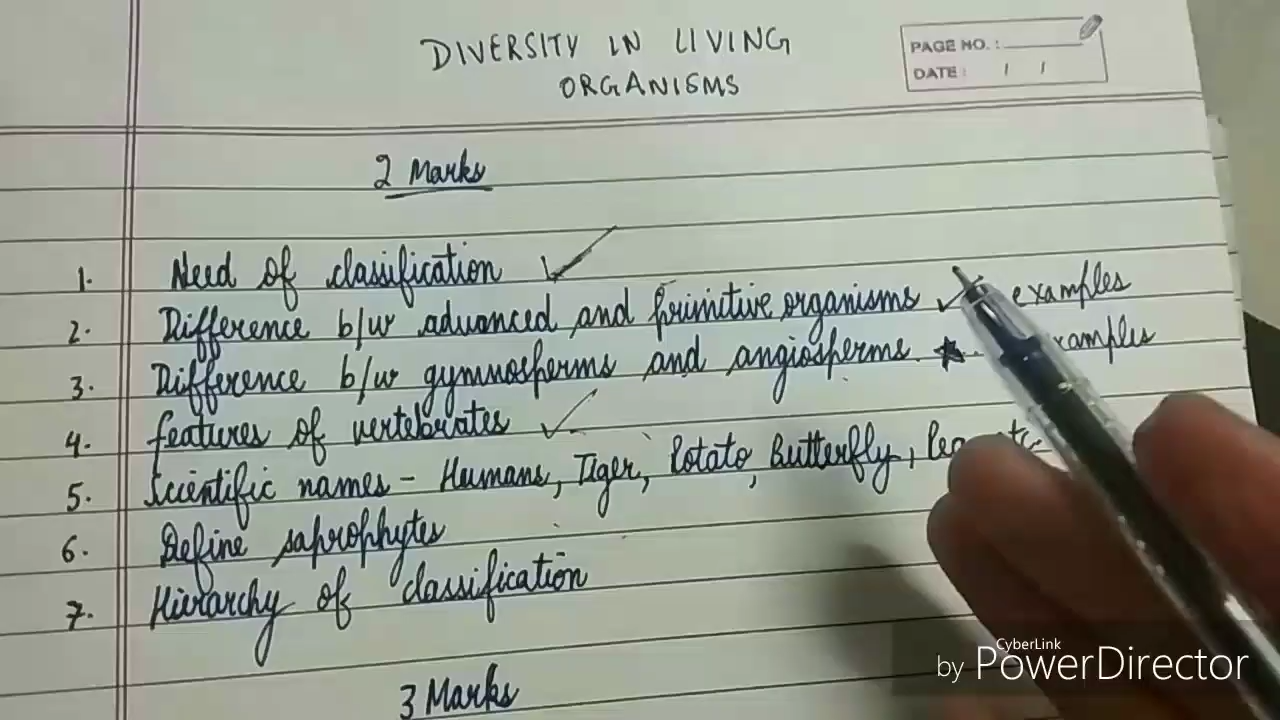 DIVERSITY IN LIVING
ORGANISMS
PAGE NO. :
DATE : / /
2 Marks
1. Need of classification
2. Difference b/w advanced and primitive organisms examples
3. Difference b/w gymnosperms and angiosperms. xamples
4. features of vertebrates
5. Scientific names - Humans, Tiger, Potato, Butterfly,
6. Define saprophytes
7. Hierarchy of classification
3 Marks
CyberLink
by PowerDirector